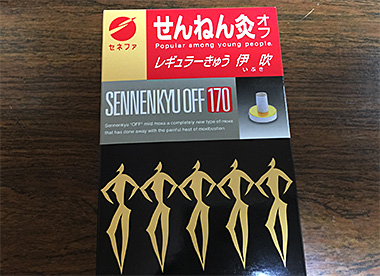 せんねん灸オフ
セネファ
Popular among young people.
レギュラーきゅう 伊吹
いぶき
SENNENKYU OFF 170
Sennenkyu "OFF" mild moxa a completely new type of moxa
that has done away with the painful heat of moxibustion.